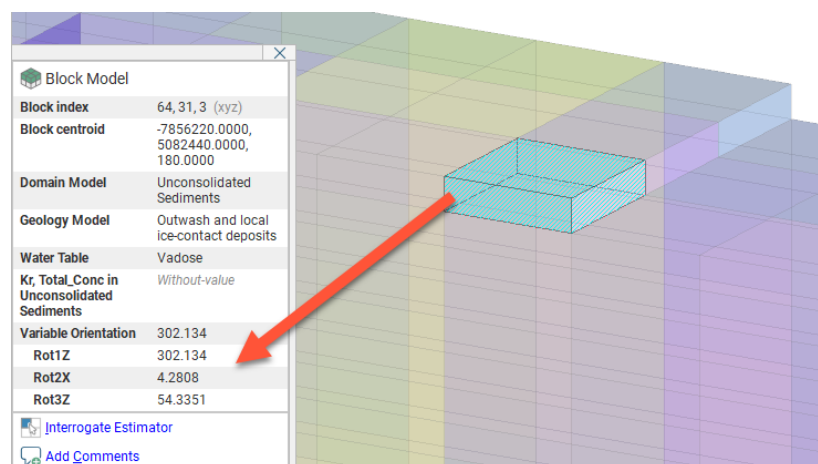 Block Model
Block index 64, 31, 3 (xyz)
Block centroid -7856220.0000,
5082440.0000,
180.0000
Domain Model Unconsolidated
Sediments
Geology Model Outwash and local
ice-contact deposits
Water Table Vadose
Kr, Total_Conc in Without-value
Unconsolidated
Sediments
Variable Orientation 302.134
Rot1Z 302.134
Rot2X 4.2808
Rot3Z 54.3351
Interrogate Estimator
Add Comments